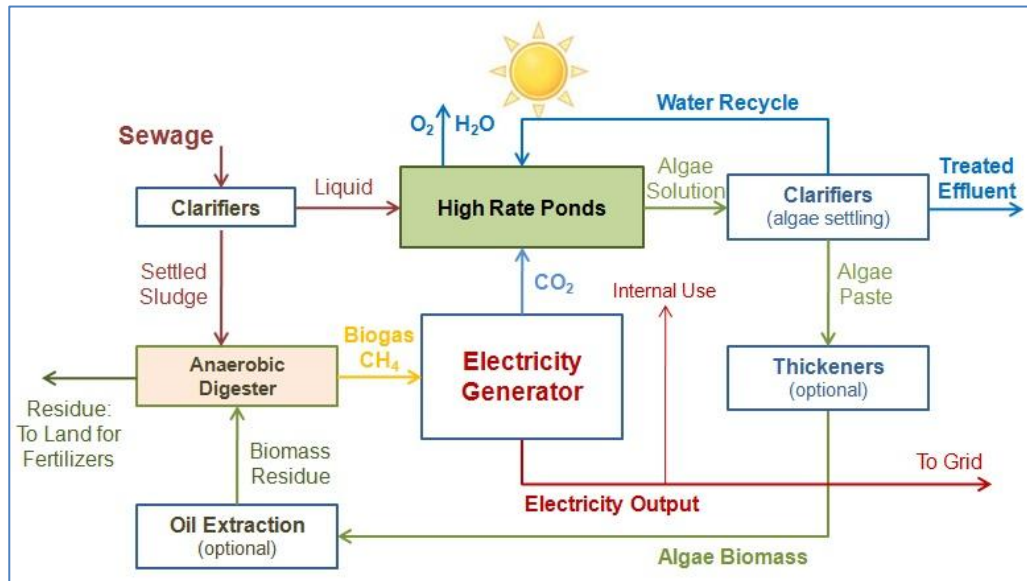 Sewage
Clarifiers
Liquid
O₂ H₂O
High Rate Ponds
Water Recycle
Algae
Solution
Clarifiers
(algae settling)
Treated
Effluent
Settled
Sludge
CO₂
Internal Use
Algae
Paste
Anaerobic
Digester
Biogas
CH₄
Electricity
Generator
Thickeners
(optional)
Residue:
To Land for
Fertilizers
Biomass
Residue
To Grid
Electricity Output
Oil Extraction
(optional)
Algae Biomass